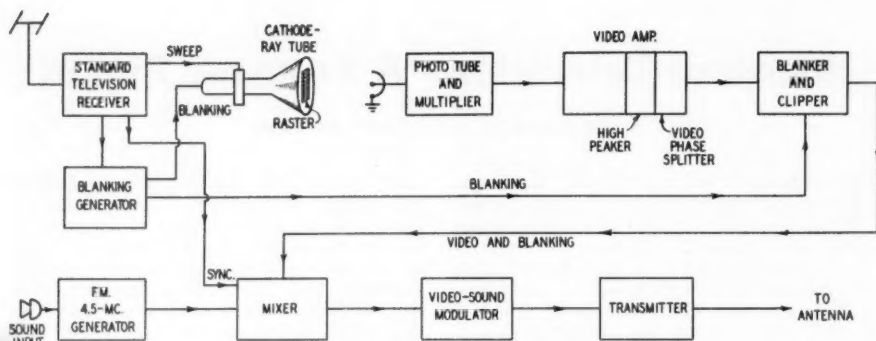 CATHODE-
RAY TUBE
SWEEP
STANDARD
TELEVISION
RECEIVER
BLANKING
RASTER
PHOTO TUBE
AND
MULTIPLIER
VIDEO AMP.
HIGH
PEAKER
VIDEO
PHASE
SPLITTER
BLANKER
AND
CLIPPER
BLANKING
GENERATOR
BLANKING
VIDEO AND BLANKING
SYNC.
SOUND
INPUT
F.M.
4.5-MC.
GENERATOR
MIXER
VIDEO-SOUND
MODULATOR
TRANSMITTER
TO
ANTENNA